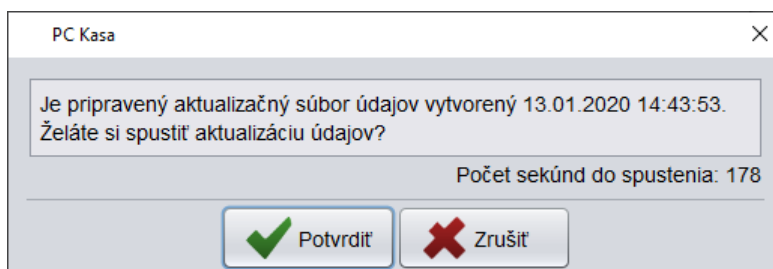 PC Kasa
Je pripravený aktualizačný súbor údajov vytvorený 13.01.2020 14:43:53.
Želáte si spustiť aktualizáciu údajov?
Počet sekúnd do spustenia: 178
Potvrdiť
Zrušiť